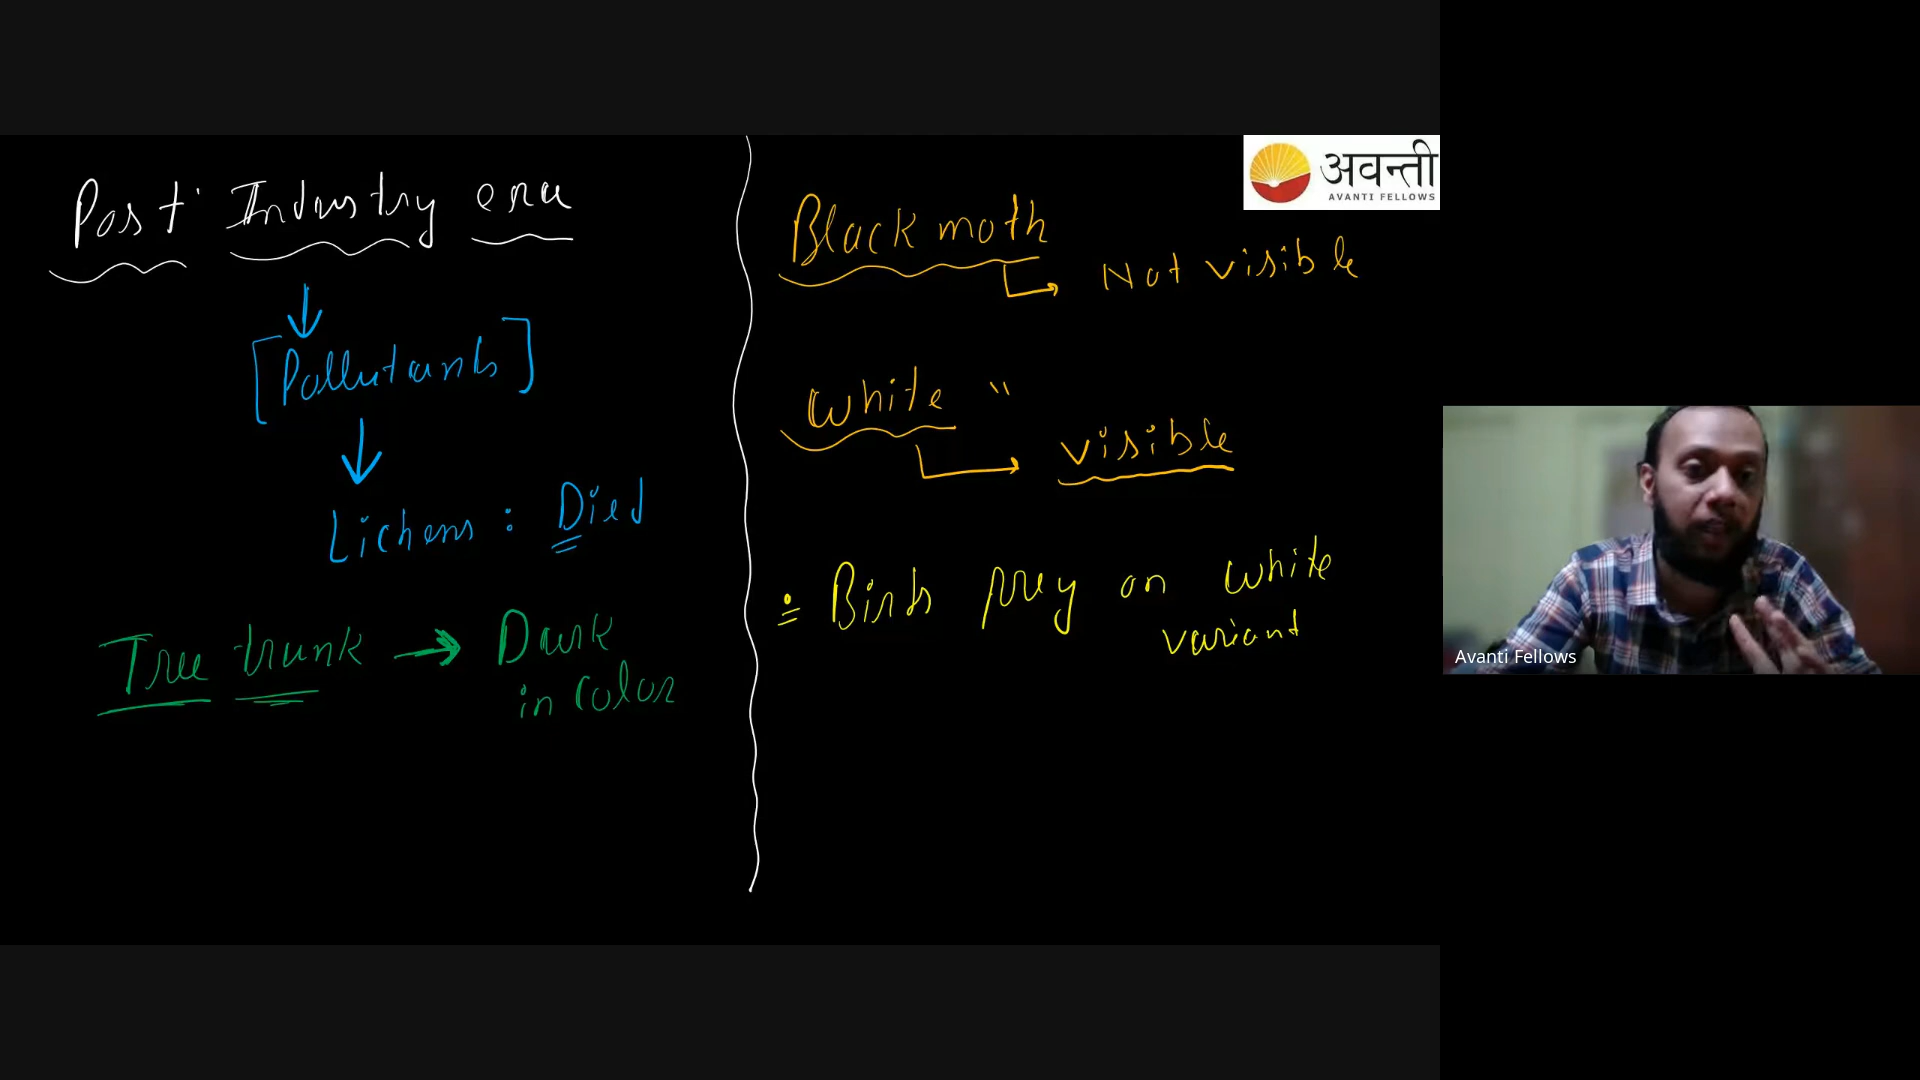 Post Industry era
[Pollutants]
Lichens : Died
Tree trunk → Dark
in color
Black moth
Not visible
White "
visible
Birds prey on white
variant
अवन्ती
AVANTI FELLOWS
Avanti Fellows